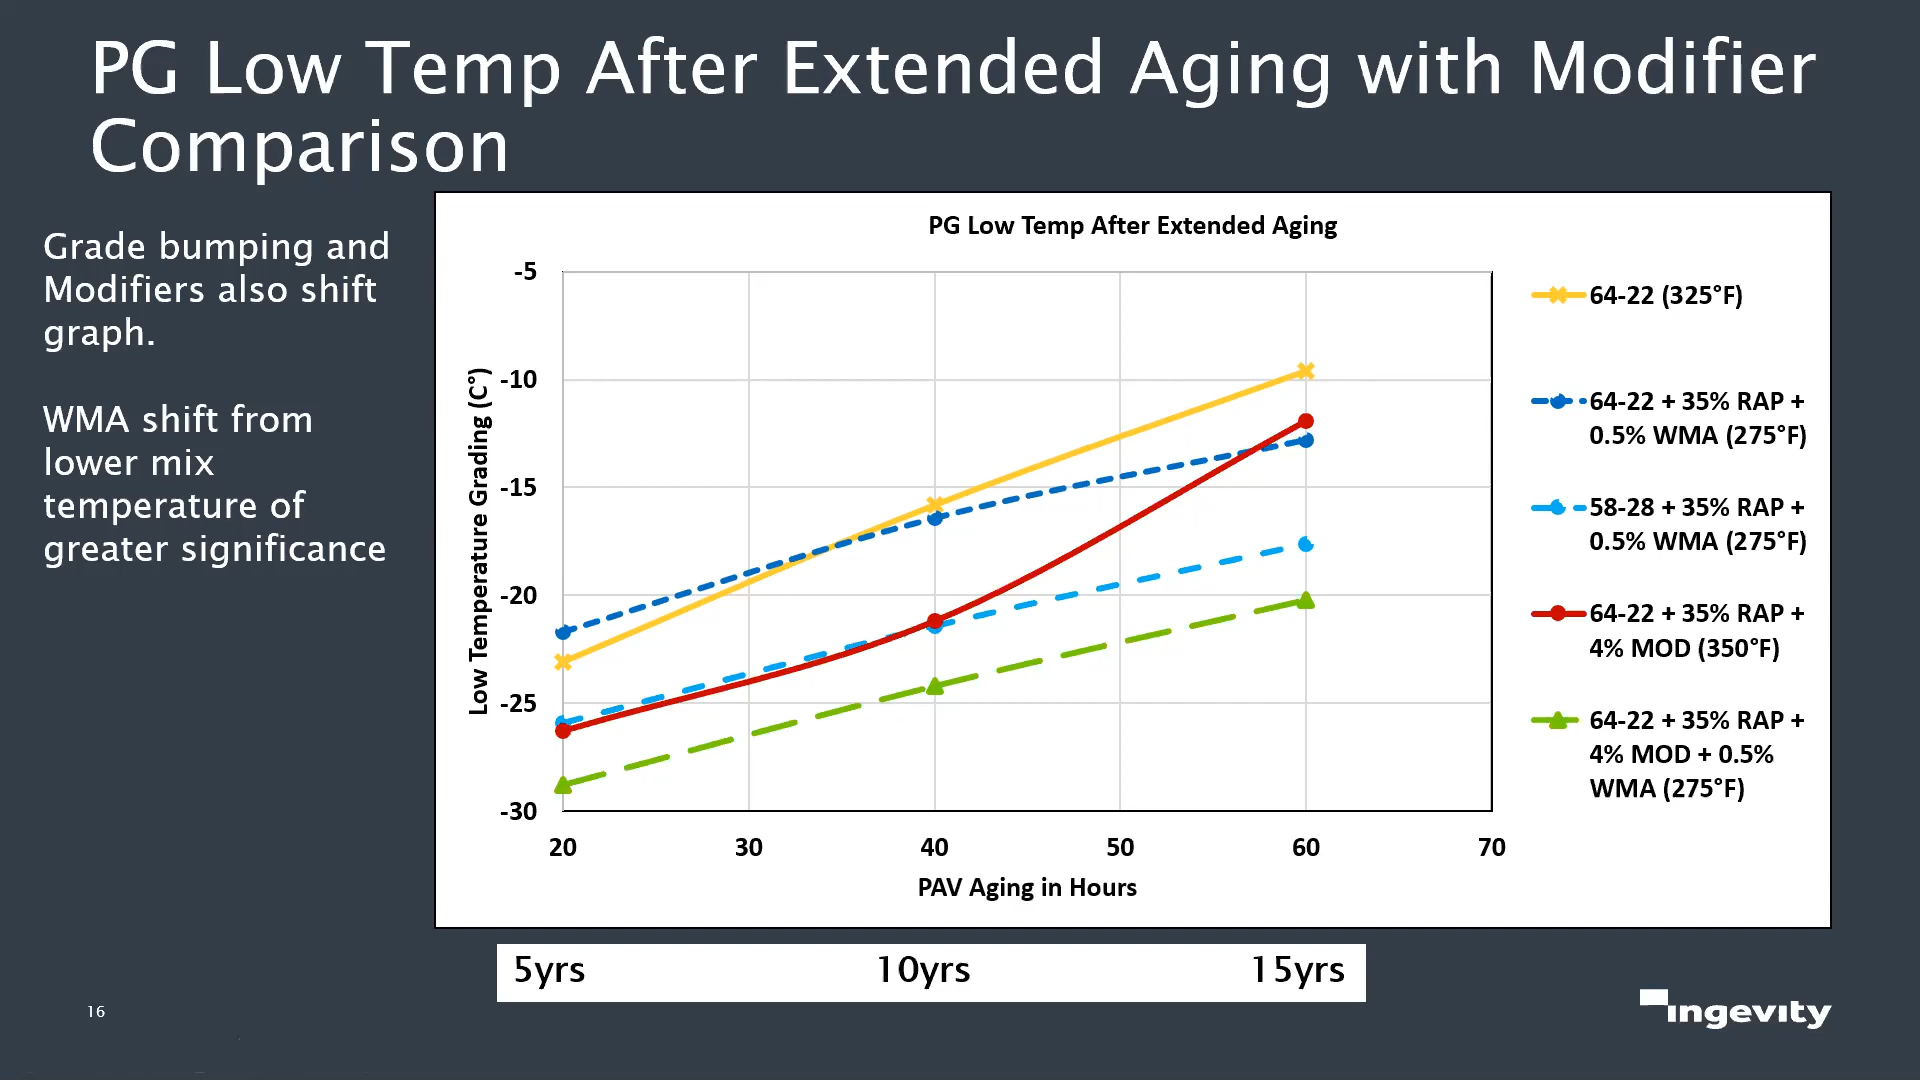 PG Low Temp After Extended Aging with Modifier
Comparison
Grade bumping and
Modifiers also shift
graph.
WMA shift from
lower mix
temperature of
greater significance
PG Low Temp After Extended Aging
Low Temperature Grading (C°)
-5
-10
-15
-20
-25
-30
20 30 40 50 60 70
PAV Aging in Hours
64-22 (325°F)
64-22 + 35% RAP +
0.5% WMA (275°F)
58-28 + 35% RAP +
0.5% WMA (275°F)
64-22 + 35% RAP +
4% MOD (350°F)
64-22 + 35% RAP +
4% MOD + 0.5%
WMA (275°F)
5yrs 10yrs 15yrs
16
ingevity